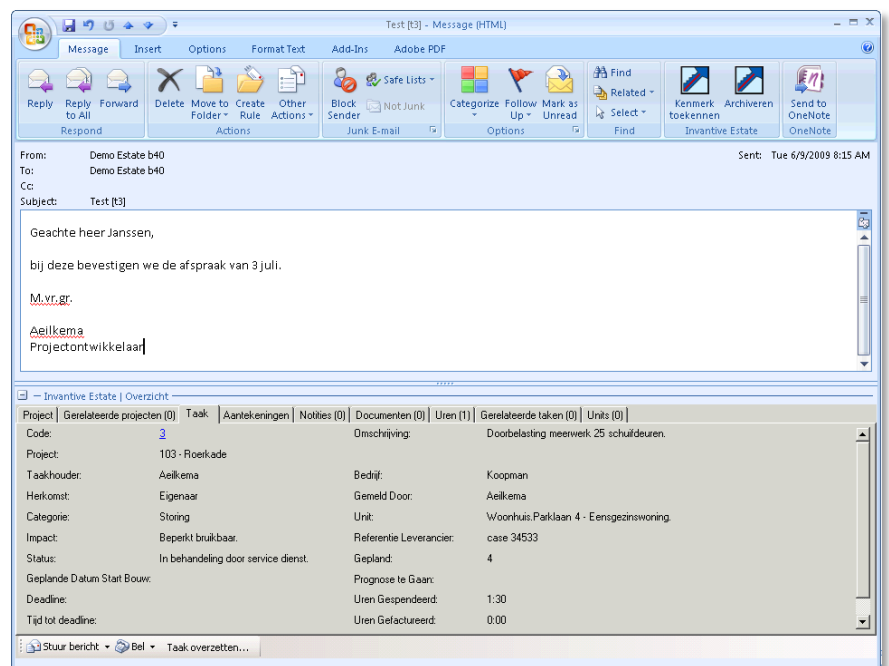 Test [t3] - Message (HTML)
Message Insert Options Format Text Add-Ins Adobe PDF
Reply Reply to All Forward
Respond
Delete Move to Folder Create Rule Other Actions
Actions
Block Sender Safe Lists Not Junk
Junk E-mail
Categorize Follow Up Mark as Unread
Options
Find Related Select
Find
Kenmerk toekennen Archiveren
Invantive Estate
Send to OneNote
OneNote
From: Demo Estate b40 Sent: Tue 6/9/2009 8:15 AM
To: Demo Estate b40
Cc:
Subject: Test [t3]
Geachte heer Janssen,
bij deze bevestigen we de afspraak van 3 juli.
M.vr.gr.
Aeilkema
Projectontwikkelaar
Invantive Estate | Overzicht
Project Gerelateerde projecten (0) Taak Aantekeningen Notities (0) Documenten (0) Uren (1) Gerelateerde taken (0) Units (0)
Code: 3 Omschrijving: Doorbelasting meerwerk 25 schuifdeuren.
Project: 103 - Roerkade
Taakhouder: Aeilkema Bedrijf: Koopman
Herkomst: Eigenaar Gemeld Door: Aeilkema
Categorie: Storing Unit: Woonhuis.Parklaan 4 - Eensgezinswoning.
Impact: Beperkt bruikbaar. Referentie Leverancier: case 34533
Status: In behandeling door service dienst. Gepland: 4
Geplande Datum Start Bouw: Prognose te Gaan:
Deadline: Uren Gespendeerd: 1:30
Tijd tot deadline: Uren Gefactureerd: 0:00
Stuur bericht Bel Taak overzetten...